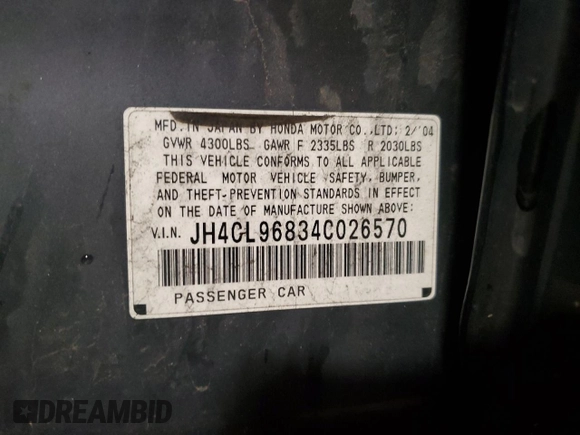 MFD. IN JAPAN BY HONDA MOTOR CO., LTD: 2/'04
GVWR 4300LBS GAWR F 2335LBS R 2030LBS
THIS VEHICLE CONFORMS TO ALL APPLICABLE
FEDERAL MOTOR VEHICLE SAFETY, BUMPER,
AND THEFT-PREVENTION STANDARDS IN EFFECT
ON THE DATE OF MANUFACTURE SHOWN ABOVE:
V.I.N. JH4CL96834C026570
PASSENGER CAR
DREAMBID